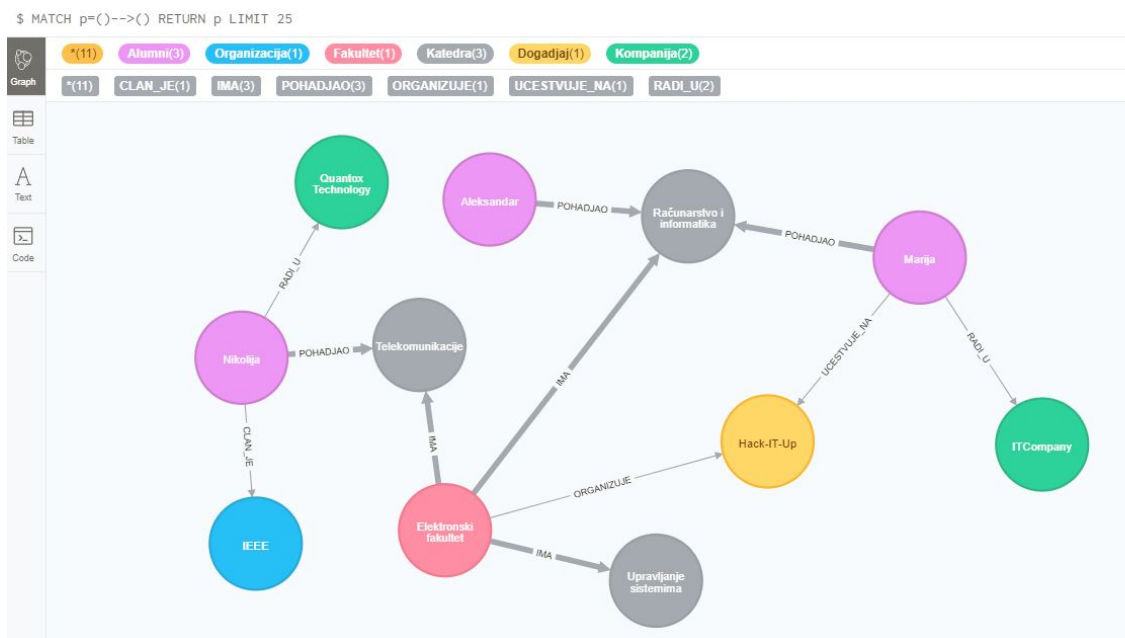 $ MATCH p=()-->() RETURN p LIMIT 25
*(11) Alumni(3) Organizacija(1) Fakultet(1) Katedra(3) Dogadjaj(1) Kompanija(2)
*(11) CLAN_JE(1) IMA(3) POHADJAO(3) ORGANIZUJE(1) UCESTVUJE_NA(1) RADI_U(2)
Graph
Table
Text
Code
Quantox
Technology
Aleksandar
POHADJAO
Računarstvo i
informatika
POHADJAO
Marija
RADI_U
Nikolija
POHADJAO
Telekomunikacije
UCESTVUJE_NA
RADI_U
IMA
CLAN_JE
IMA
Hack-IT-Up
ITCompany
ORGANIZUJE
Elektronski
fakultet
IEEE
IMA
Upravljanje
sistemima